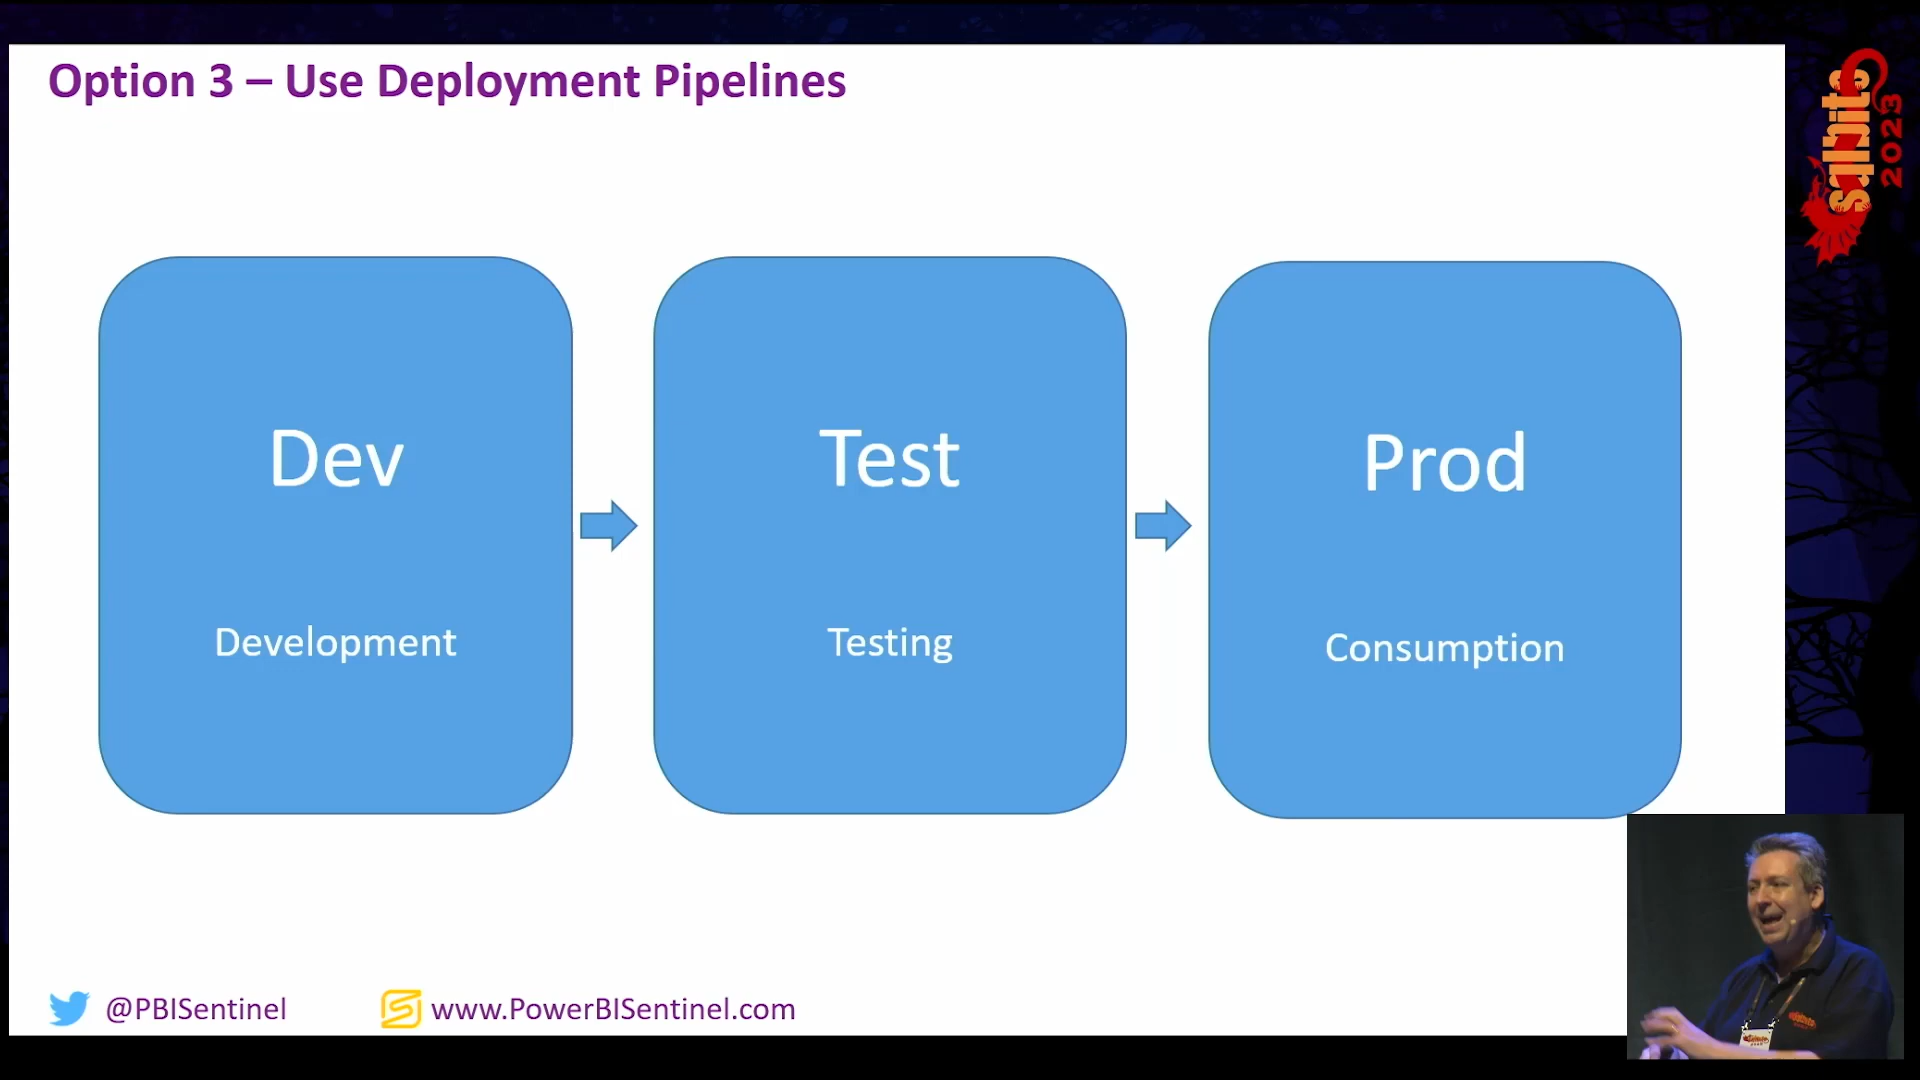 Option 3 – Use Deployment Pipelines
Dev
Development
Test
Testing
Prod
Consumption
@PBISentinel
www.PowerBISentinel.com
sqlbits
2023